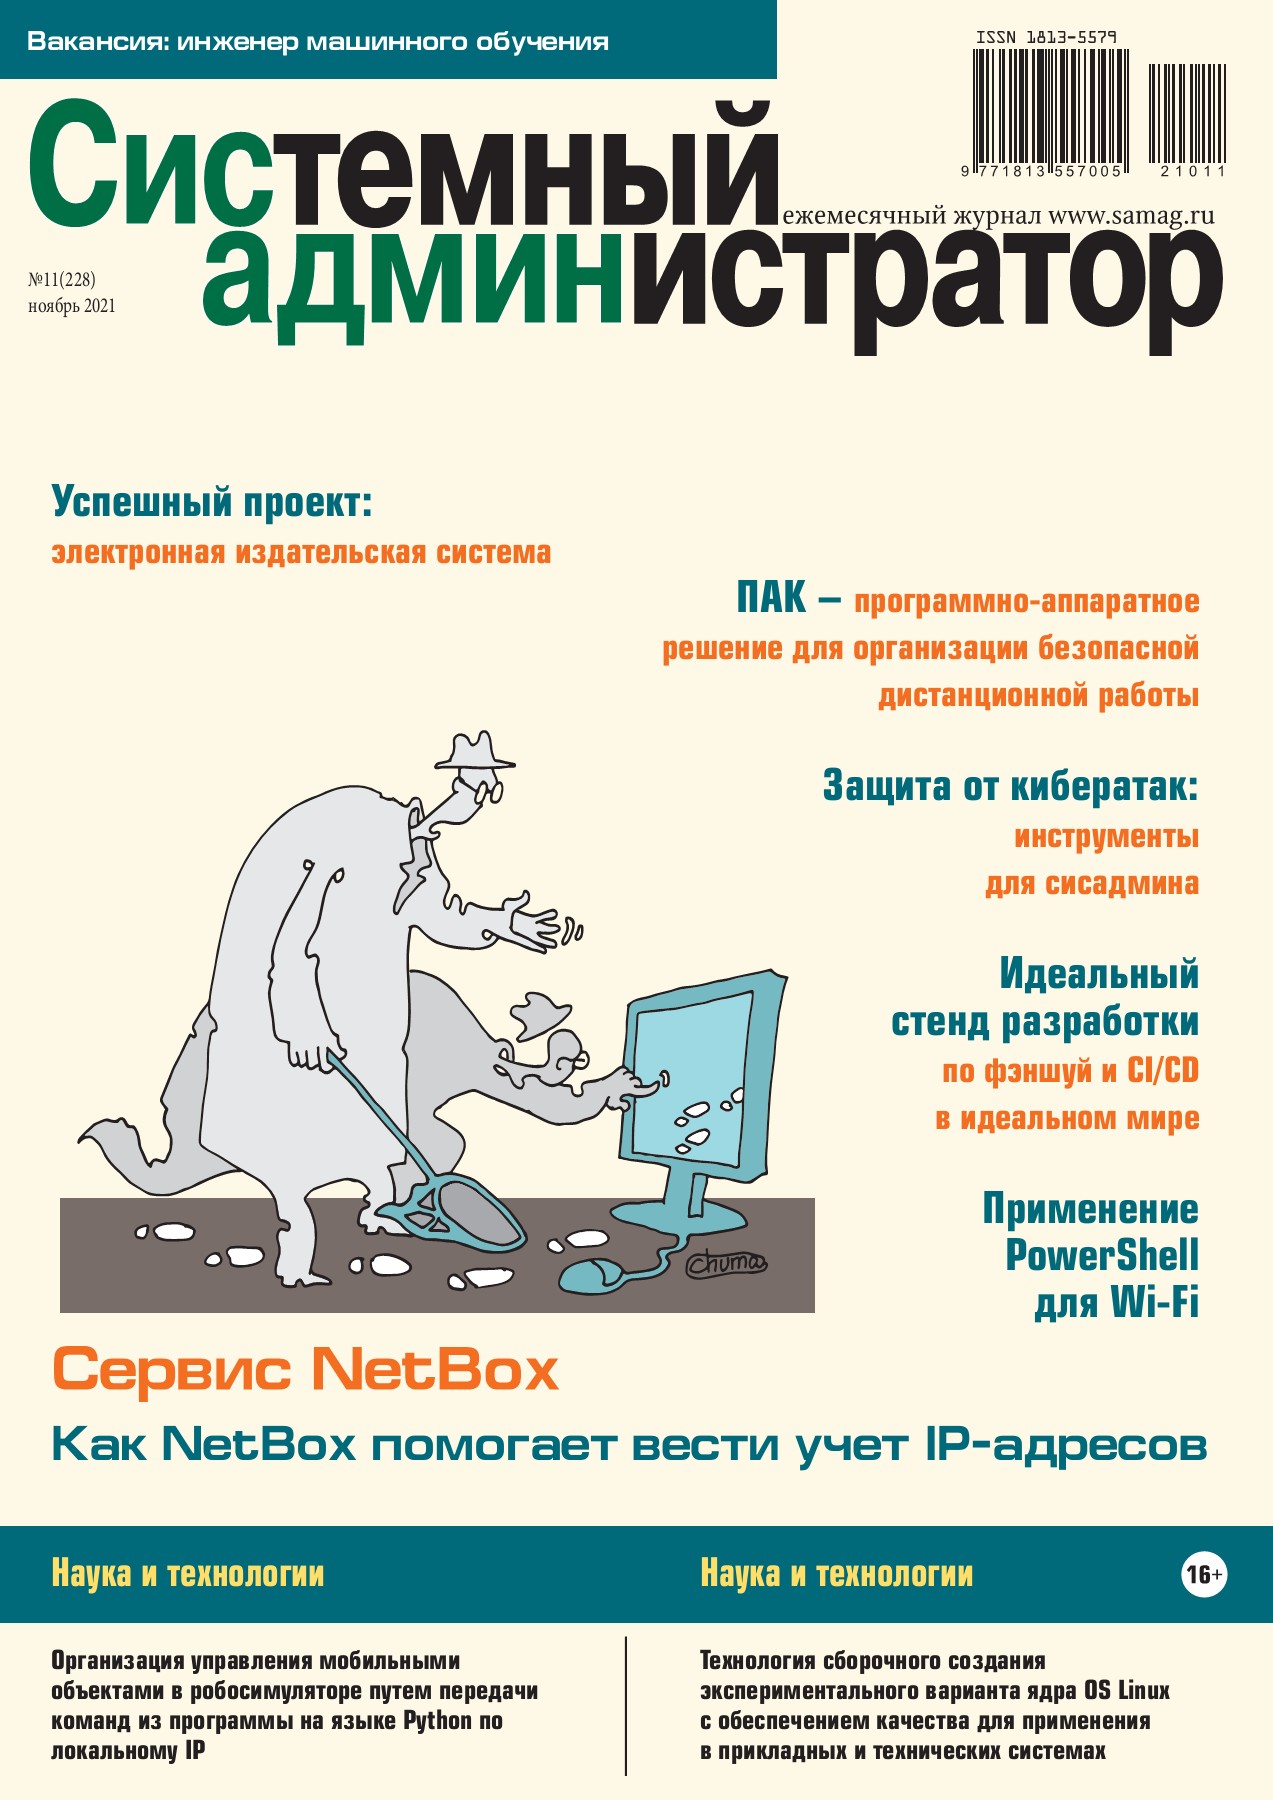 Вакансия: инженер машинного обучения
ISSN 1813-5579
9 771813 557005
21011
Системный
ежемесячный журнал www.samag.ru
администратор
№11(228)
ноябрь 2021
Успешный проект:
электронная издательская система
ПАК – программно-аппаратное
решение для организации безопасной
дистанционной работы
Защита от кибератак:
инструменты
для сисадмина
Идеальный
стенд разработки
по фэншуй и CI/CD
в идеальном мире
Применение
PowerShell
для Wi-Fi
chuma
Сервис NetBox
Как NetBox помогает вести учет IP-адресов
Наука и технологии
Организация управления мобильными
объектами в робосимуляторе путем передачи
команд из программы на языке Python по
локальному IP
Наука и технологии
16+
Технология сборочного создания
экспериментального варианта ядра OS Linux
с обеспечением качества для применения
в прикладных и технических системах